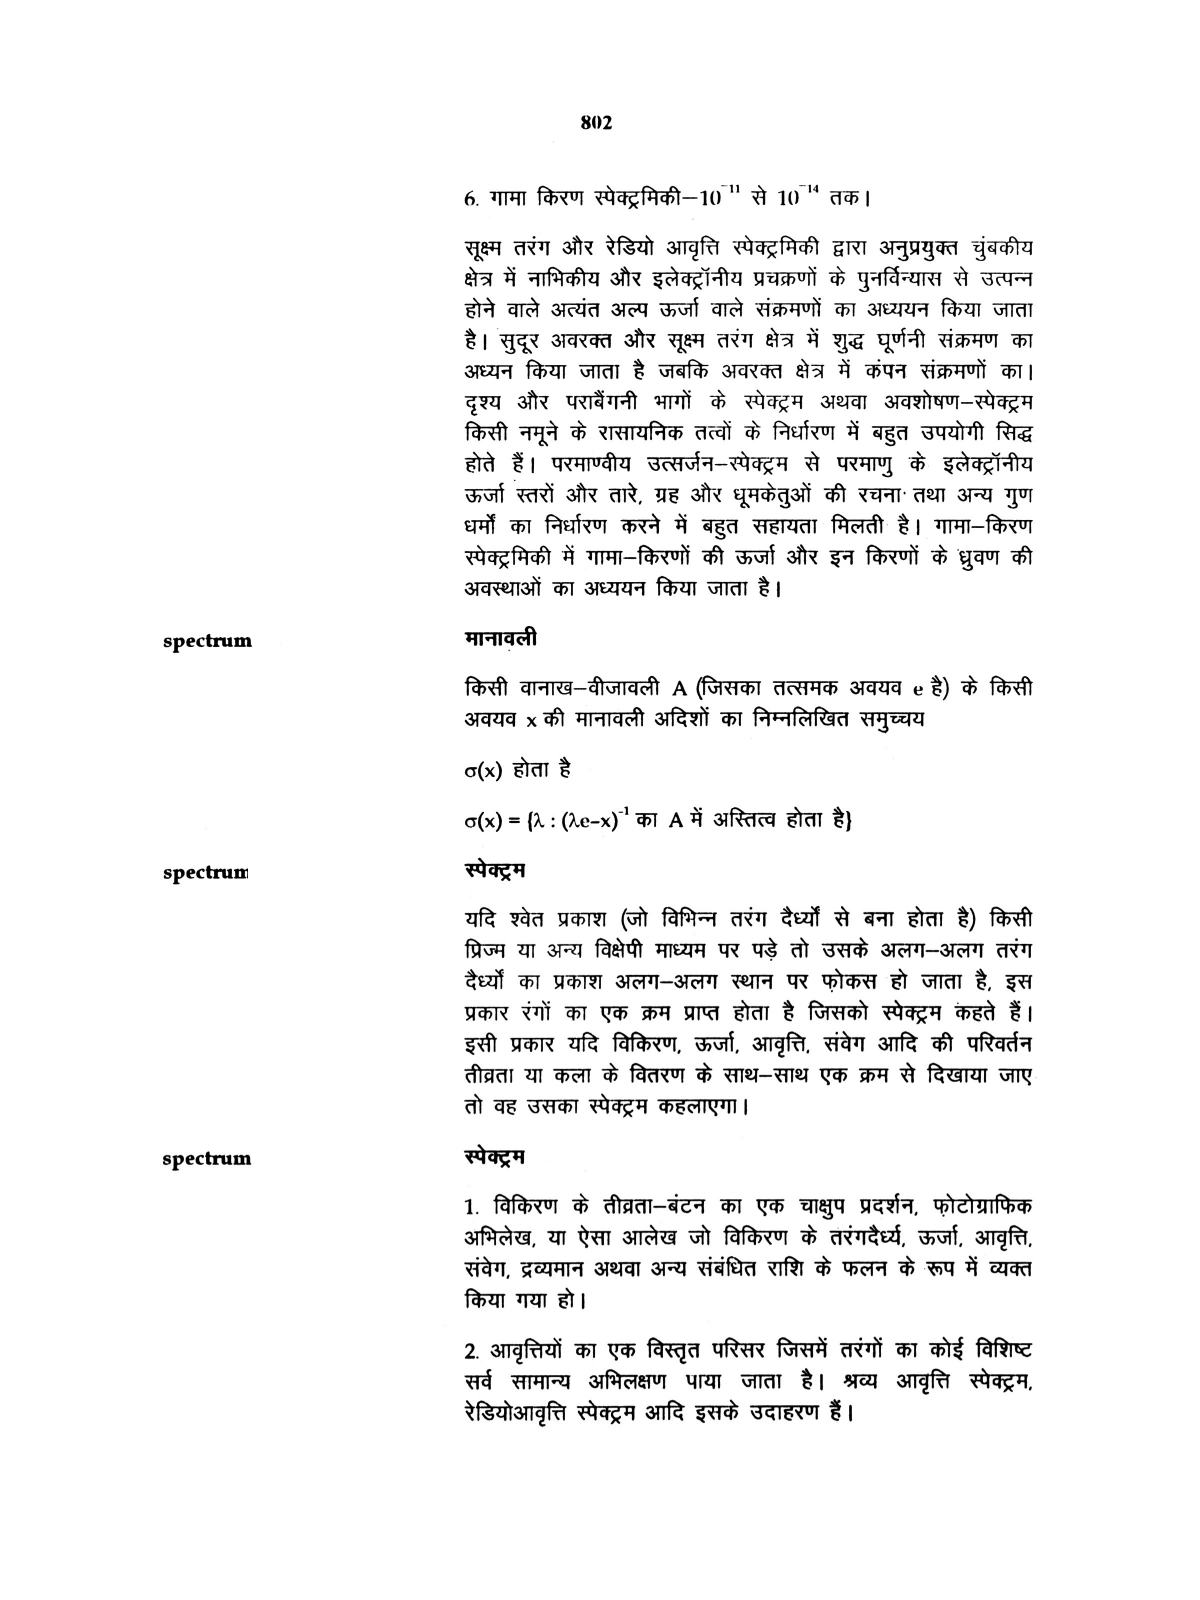 802
6. गामा किरण स्पेक्ट्रमिकी–10⁻¹¹ से 10⁻¹⁴ तक।
सूक्ष्म तरंग और रेडियो आवृत्ति स्पेक्ट्रमिकी द्वारा अनुप्रयुक्त चुंबकीय
क्षेत्र में नाभिकीय और इलेक्ट्रॉनीय प्रचक्रणों के पुनर्विन्यास से उत्पन्न
होने वाले अत्यंत अल्प ऊर्जा वाले संक्रमणों का अध्ययन किया जाता
है। सुदूर अवरक्त और सूक्ष्म तरंग क्षेत्र में शुद्ध घूर्णनी संक्रमण का
अध्यन किया जाता है जबकि अवरक्त क्षेत्र में कंपन संक्रमणों का।
दृश्य और पराबैंगनी भागों के स्पेक्ट्रम अथवा अवशोषण–स्पेक्ट्रम
किसी नमूने के रासायनिक तत्वों के निर्धारण में बहुत उपयोगी सिद्ध
होते हैं। परमाण्वीय उत्सर्जन–स्पेक्ट्रम से परमाणु के इलेक्ट्रॉनीय
ऊर्जा स्तरों और तारे, ग्रह और धूमकेतुओं की रचना तथा अन्य गुण
धर्मों का निर्धारण करने में बहुत सहायता मिलती है। गामा–किरण
स्पेक्ट्रमिकी में गामा–किरणों की ऊर्जा और इन किरणों के ध्रुवण की
अवस्थाओं का अध्ययन किया जाता है।
spectrum मानावली
किसी वानाख–वीजावली A (जिसका तत्समक अवयव e है) के किसी
अवयव x की मानावली अदिशों का निम्नलिखित समुच्चय
σ(x) होता है
σ(x) = {λ : (λe–x)⁻¹ का A में अस्तित्व होता है}
spectrum स्पेक्ट्रम
यदि श्वेत प्रकाश (जो विभिन्न तरंग दैर्ध्यों से बना होता है) किसी
प्रिज्म या अन्य विक्षेपी माध्यम पर पड़े तो उसके अलग–अलग तरंग
दैर्ध्यों का प्रकाश अलग–अलग स्थान पर फ़ोकस हो जाता है, इस
प्रकार रंगों का एक क्रम प्राप्त होता है जिसको स्पेक्ट्रम कहते हैं।
इसी प्रकार यदि विकिरण, ऊर्जा, आवृत्ति, संवेग आदि की परिवर्तन
तीव्रता या कला के वितरण के साथ–साथ एक क्रम से दिखाया जाए
तो वह उसका स्पेक्ट्रम कहलाएगा।
spectrum स्पेक्ट्रम
1. विकिरण के तीव्रता–बंटन का एक चाक्षुप प्रदर्शन, फ़ोटोग्राफिक
अभिलेख, या ऐसा आलेख जो विकिरण के तरंगदैर्ध्य, ऊर्जा, आवृत्ति,
संवेग, द्रव्यमान अथवा अन्य संबंधित राशि के फलन के रूप में व्यक्त
किया गया हो।
2. आवृत्तियों का एक विस्तृत परिसर जिसमें तरंगों का कोई विशिष्ट
सर्व सामान्य अभिलक्षण पाया जाता है। श्रव्य आवृत्ति स्पेक्ट्रम,
रेडियोआवृत्ति स्पेक्ट्रम आदि इसके उदाहरण हैं।